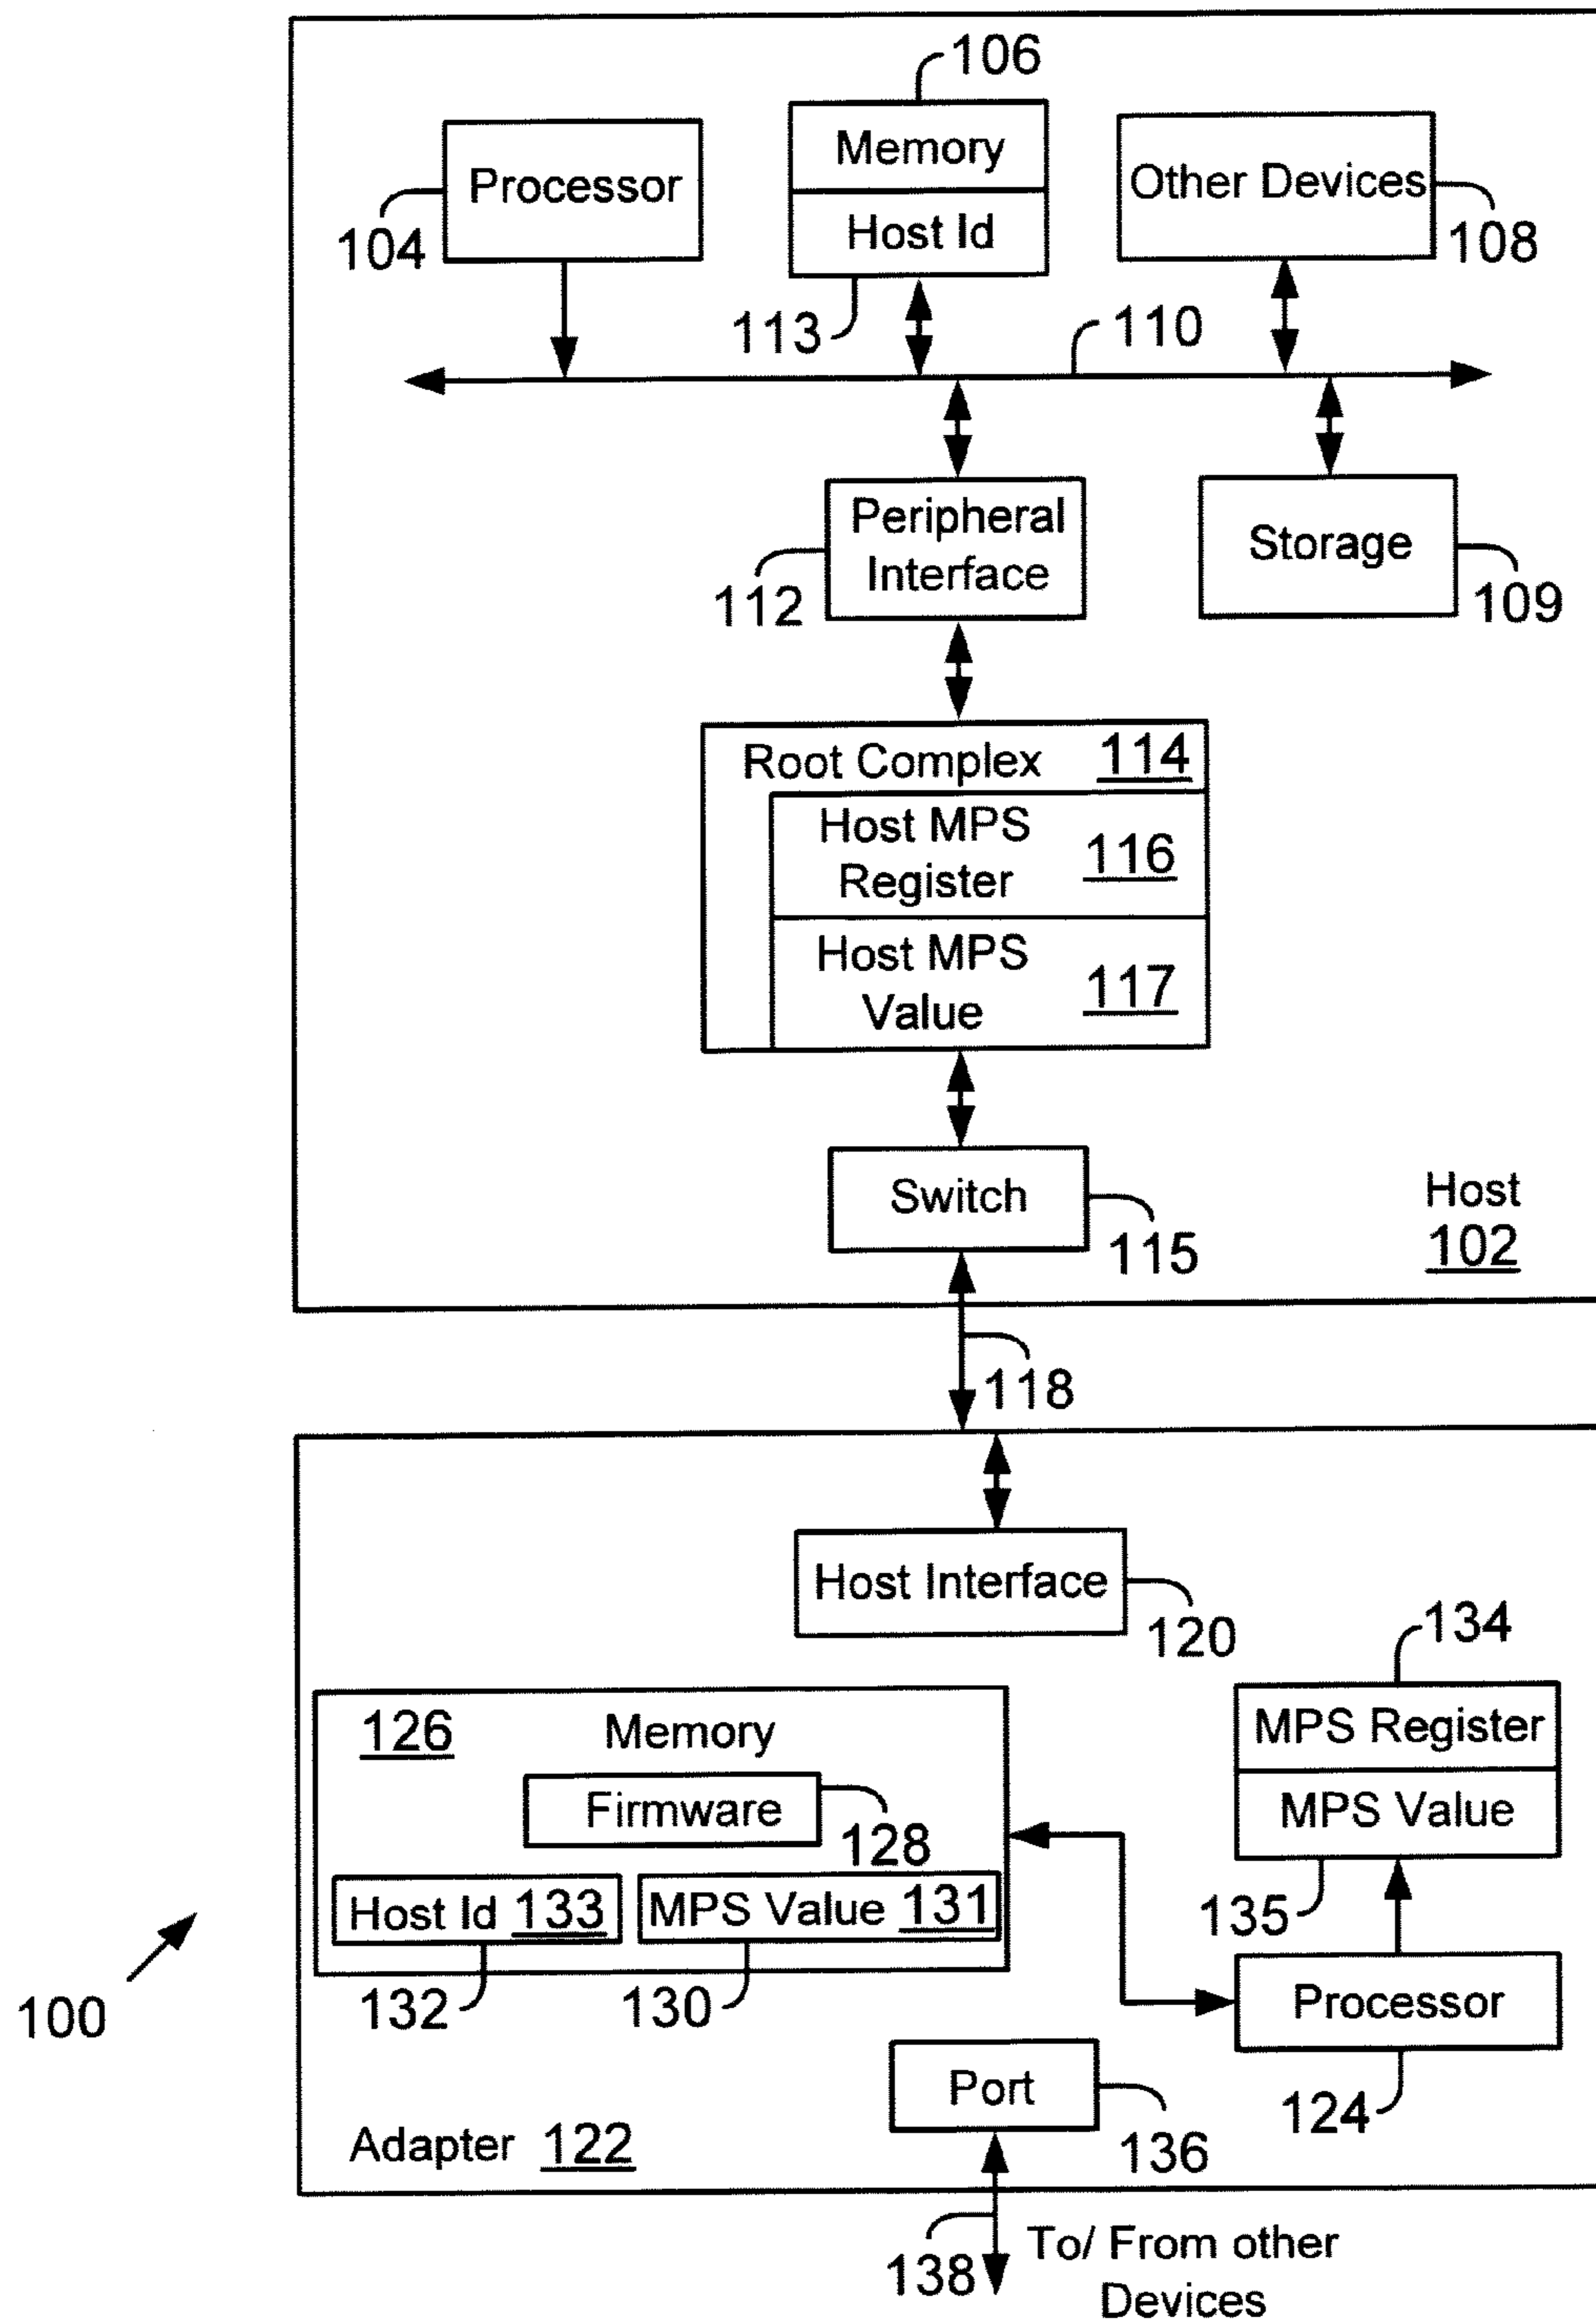 106
Memory
Processor
Other Devices
104
Host Id
108
113
110
Peripheral
Interface
Storage
112
109
Root Complex 114
Host MPS
Register 116
Host MPS
Value 117
Switch
115
Host
102
118
Host Interface
120
134
126 Memory
MPS Register
Firmware
MPS Value
128
Host Id 133
MPS Value 131
135
132
130
Processor
100
Port
124
136
Adapter 122
138
To/ From other
Devices